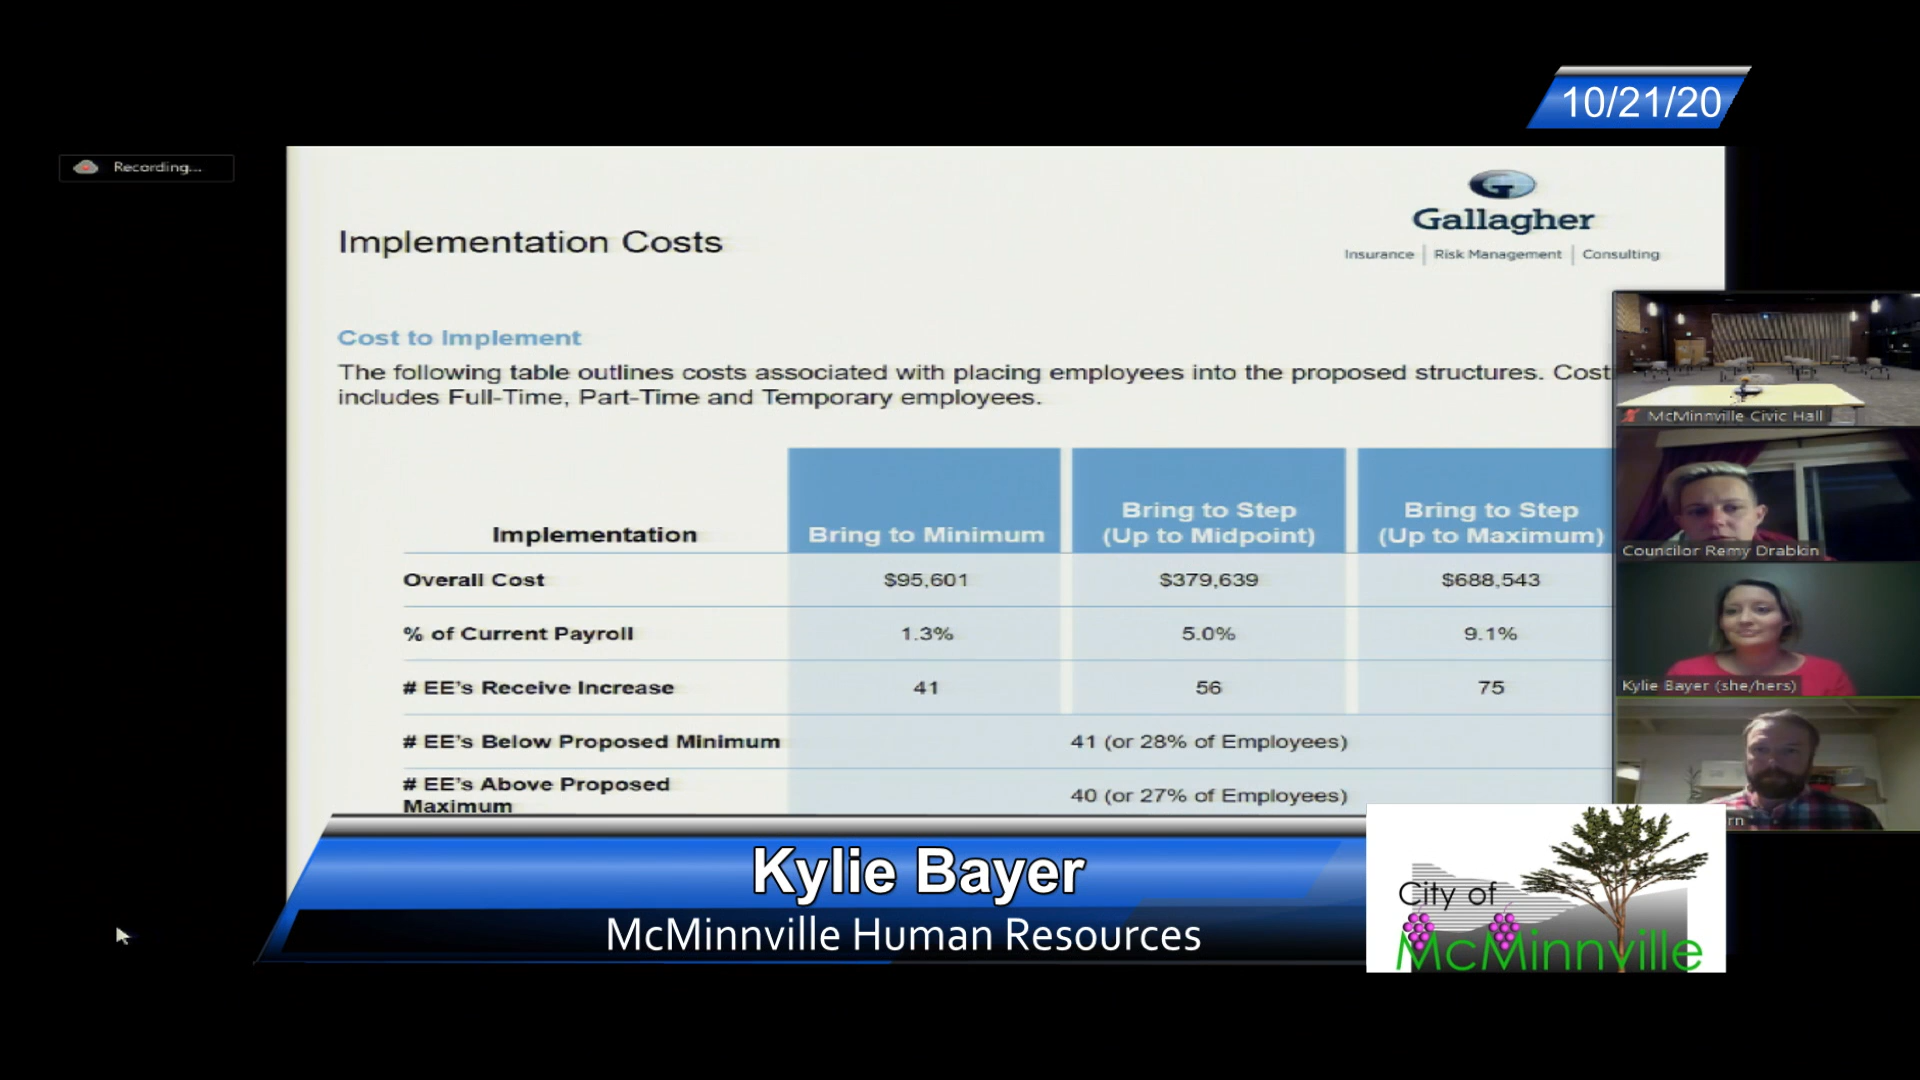 10/21/20
Recording...
Gallagher
Insurance | Risk Management | Consulting
Implementation Costs
Cost to Implement
The following table outlines costs associated with placing employees into the proposed structures. Cost
includes Full-Time, Part-Time and Temporary employees.
Implementation
Bring to Minimum
Bring to Step
(Up to Midpoint)
Bring to Step
(Up to Maximum)
Overall Cost $95,601 $379,639 $688,543
% of Current Payroll 1.3% 5.0% 9.1%
# EE's Receive Increase 41 56 75
# EE's Below Proposed Minimum 41 (or 28% of Employees)
# EE's Above Proposed
Maximum
40 (or 27% of Employees)
McMinnville Civic Hall
Councilor Remy Drabkin
Kylie Bayer (she/hers)
rn
Kylie Bayer
McMinnville Human Resources
City of
McMinnville